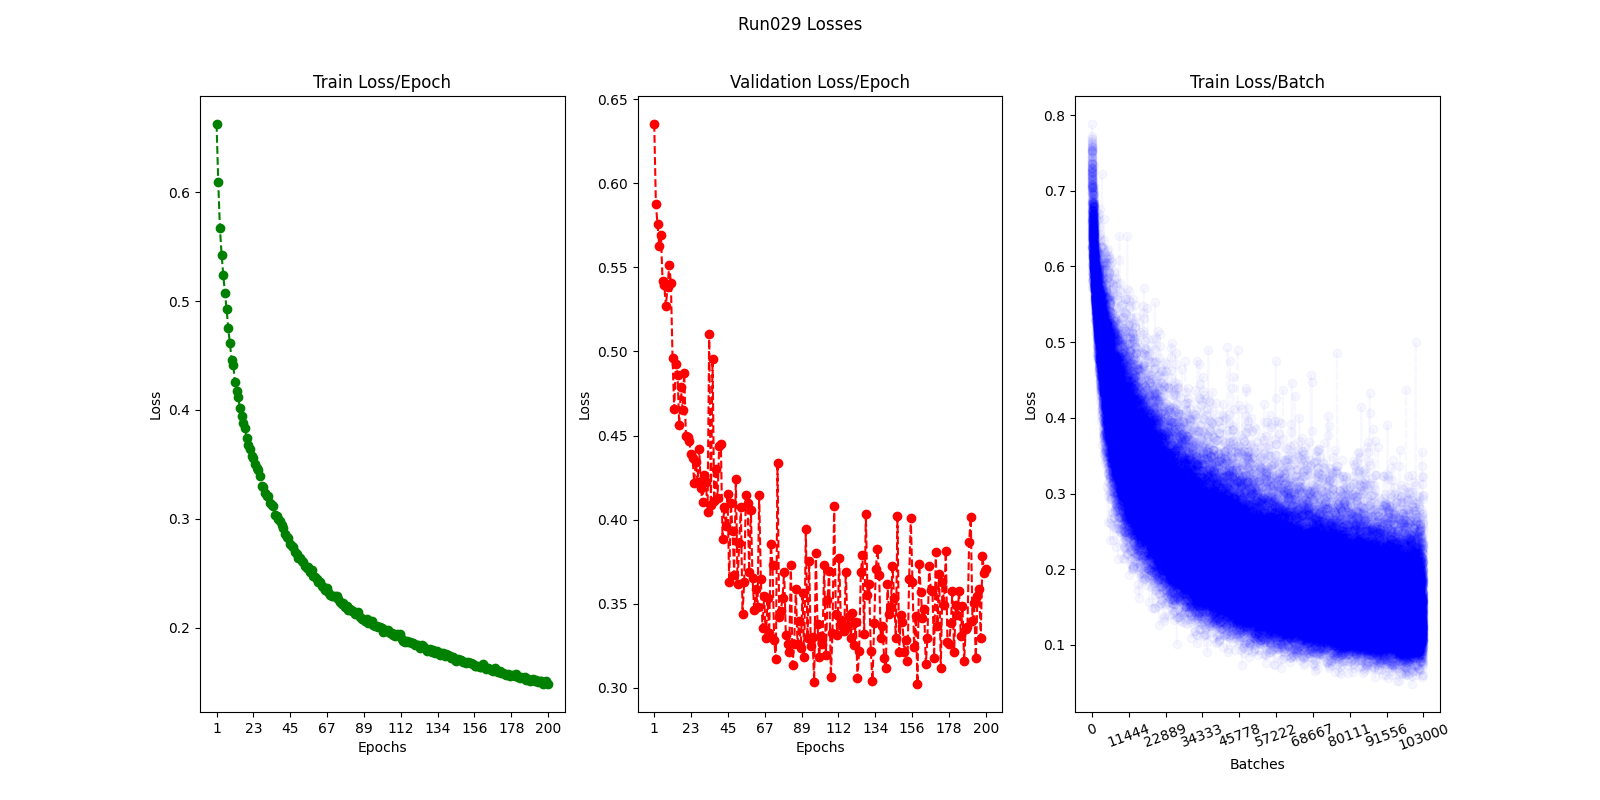 Run029 Losses
Train Loss/Epoch
Loss
0.6
0.5
0.4
0.3
0.2
1 23 45 67 89 112 134 156 178 200
Epochs
Validation Loss/Epoch
Loss
0.65
0.60
0.55
0.50
0.45
0.40
0.35
0.30
1 23 45 67 89 112 134 156 178 200
Epochs
Train Loss/Batch
Loss
0.8
0.7
0.6
0.5
0.4
0.3
0.2
0.1
0 11444 22889 34333 45778 57222 68667 80111 91556 103000
Batches